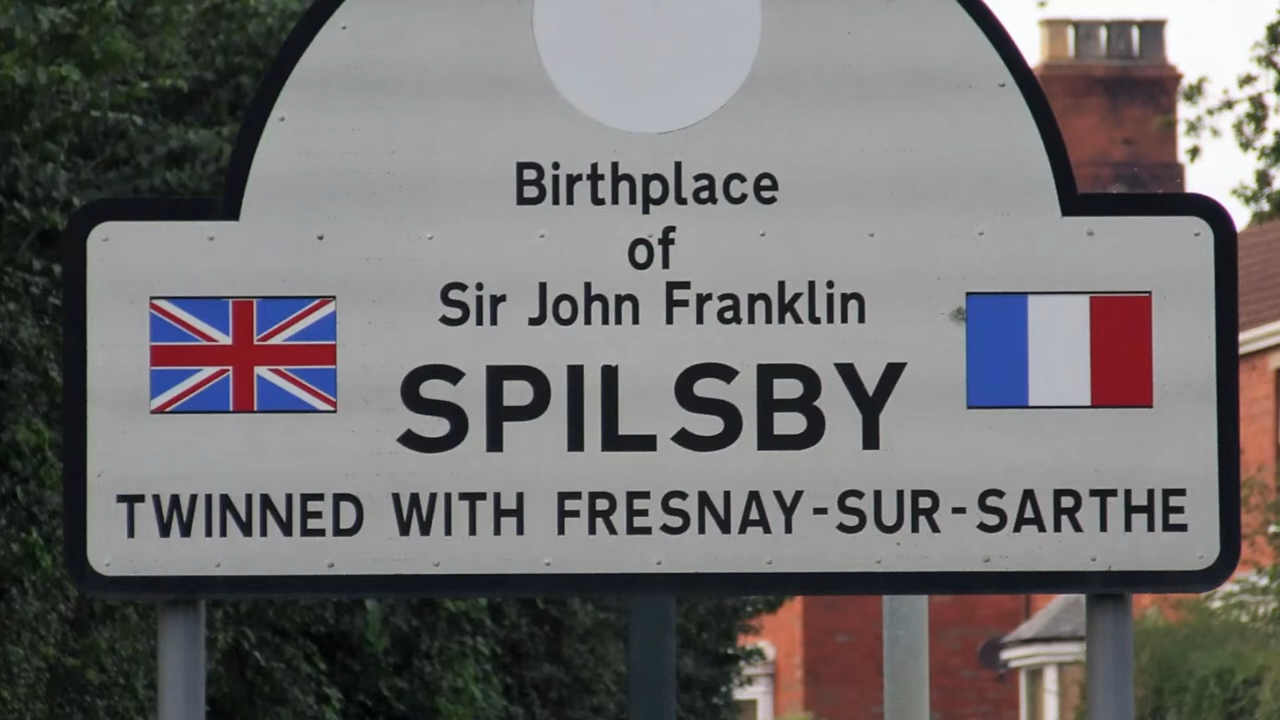 Birthplace
of
Sir John Franklin
SPILSBY
TWINNED WITH FRESNAY-SUR-SARTHE